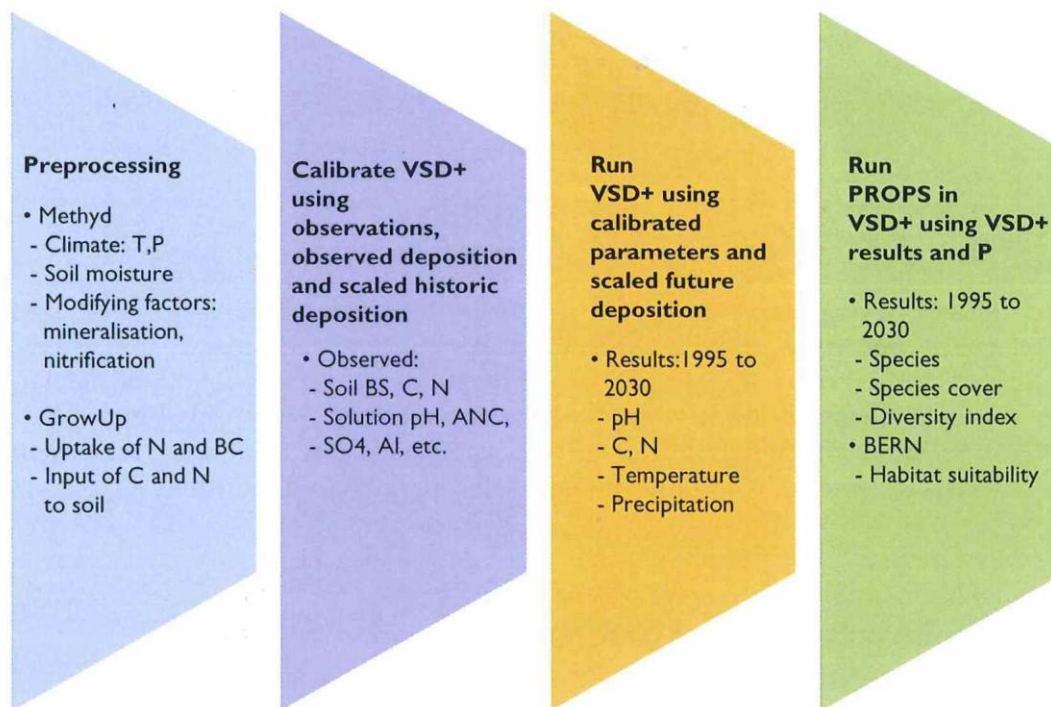 Preprocessing
• Methyd
- Climate: T,P
- Soil moisture
- Modifying factors:
mineralisation,
nitrification
• GrowUp
- Uptake of N and BC
- Input of C and N
to soil
Calibrate VSD+
using
observations,
observed deposition
and scaled historic
deposition
• Observed:
- Soil BS, C, N
- Solution pH, ANC,
- SO4, Al, etc.
Run
VSD+ using
calibrated
parameters and
scaled future
deposition
• Results:1995 to
2030
- pH
- C, N
- Temperature
- Precipitation
Run
PROPS in
VSD+ using VSD+
results and P
• Results: 1995 to
2030
- Species
- Species cover
- Diversity index
• BERN
- Habitat suitability